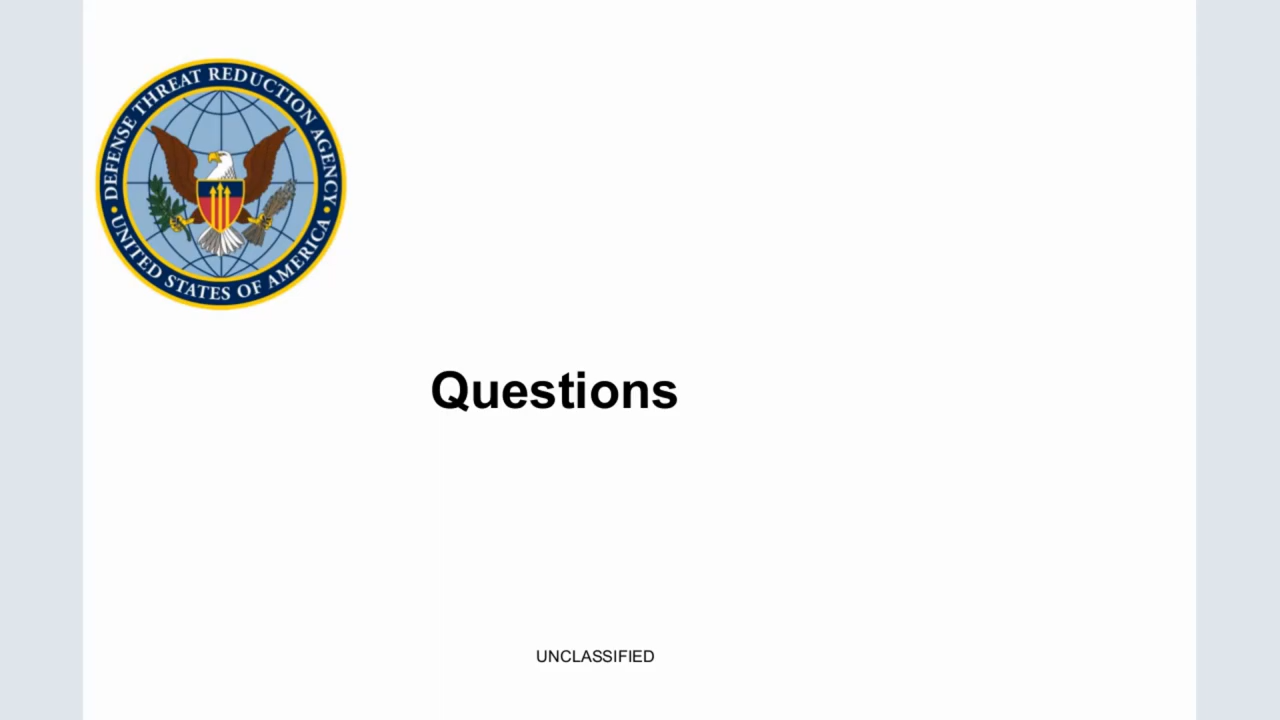 DEFENSE THREAT REDUCTION AGENCY
UNITED STATES OF AMERICA
Questions
UNCLASSIFIED